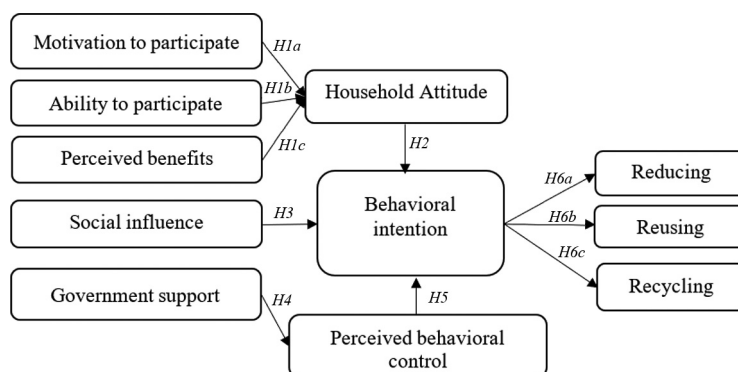 Motivation to participate
H1a
Ability to participate
H1b
Household Attitude
Perceived benefits
H1c
H2
Social influence
H3
Behavioral
intention
H6a
Reducing
H6b
Reusing
H6c
Recycling
Government support
H4
H5
Perceived behavioral
control